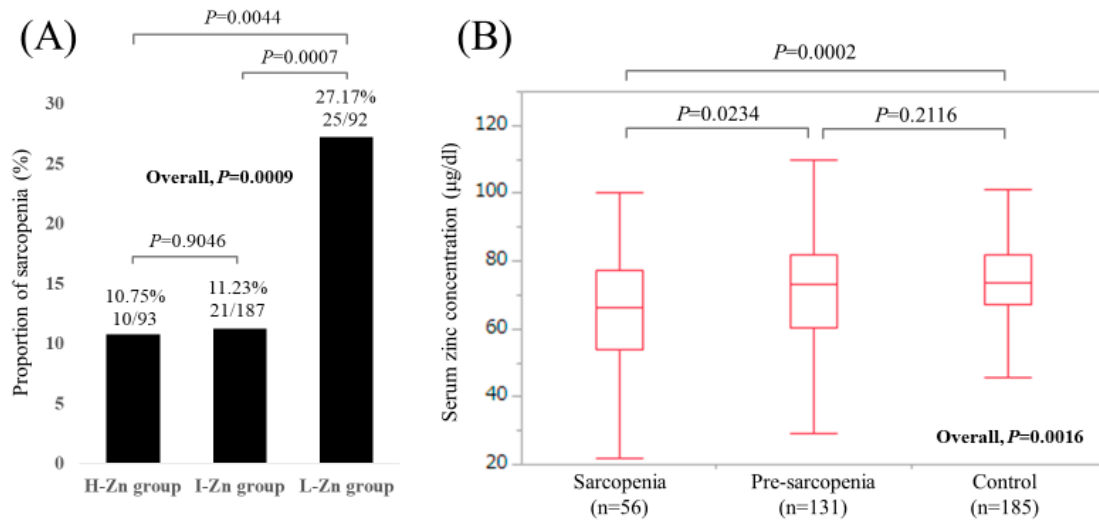 (A)
P=0.0044
P=0.0007
Proportion of sarcopenia (%)
30
25
20
15
10
5
0
27.17%
25/92
Overall, P=0.0009
P=0.9046
10.75%
10/93
11.23%
21/187
H-Zn group I-Zn group L-Zn group
(B)
P=0.0002
P=0.0234
P=0.2116
Serum zinc concentration (μg/dl)
120
100
80
60
40
20
Overall, P=0.0016
Sarcopenia
(n=56)
Pre-sarcopenia
(n=131)
Control
(n=185)